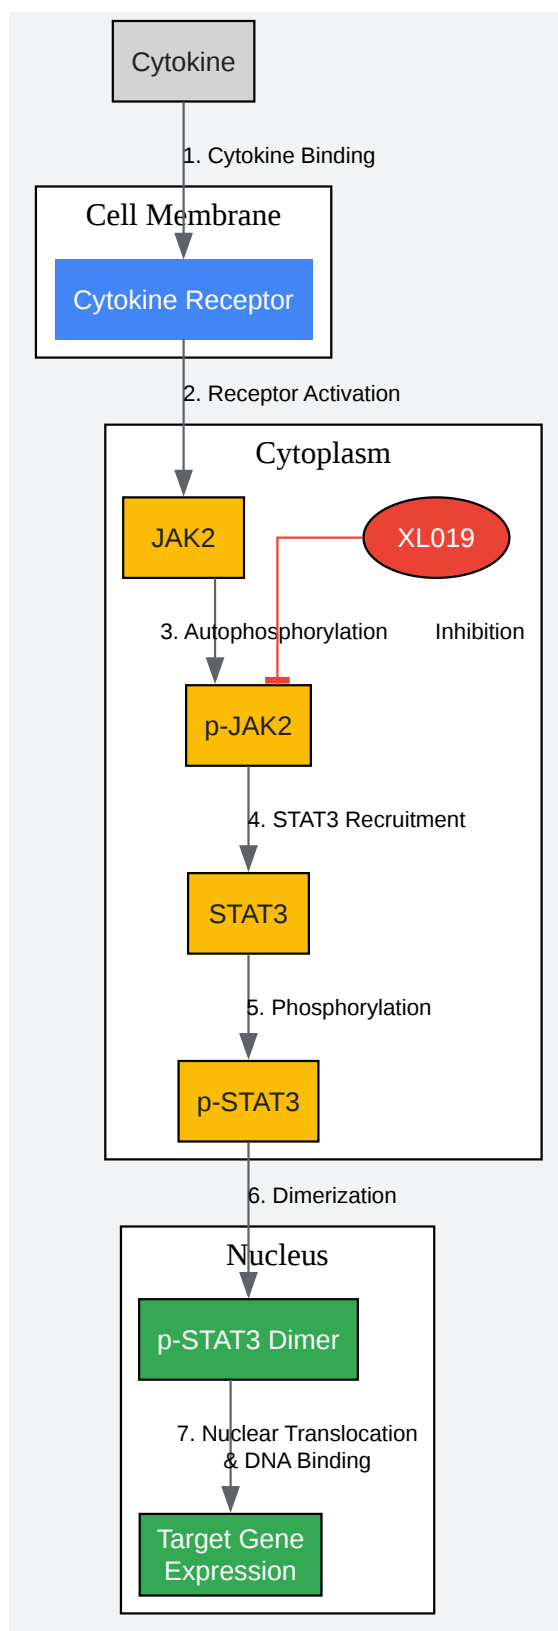 Cytokine
1. Cytokine Binding
Cell Membrane
Cytokine Receptor
2. Receptor Activation
Cytoplasm
JAK2
XL019
3. Autophosphorylation
Inhibition
p-JAK2
4. STAT3 Recruitment
STAT3
5. Phosphorylation
p-STAT3
6. Dimerization
Nucleus
p-STAT3 Dimer
7. Nuclear Translocation
& DNA Binding
Target Gene
Expression